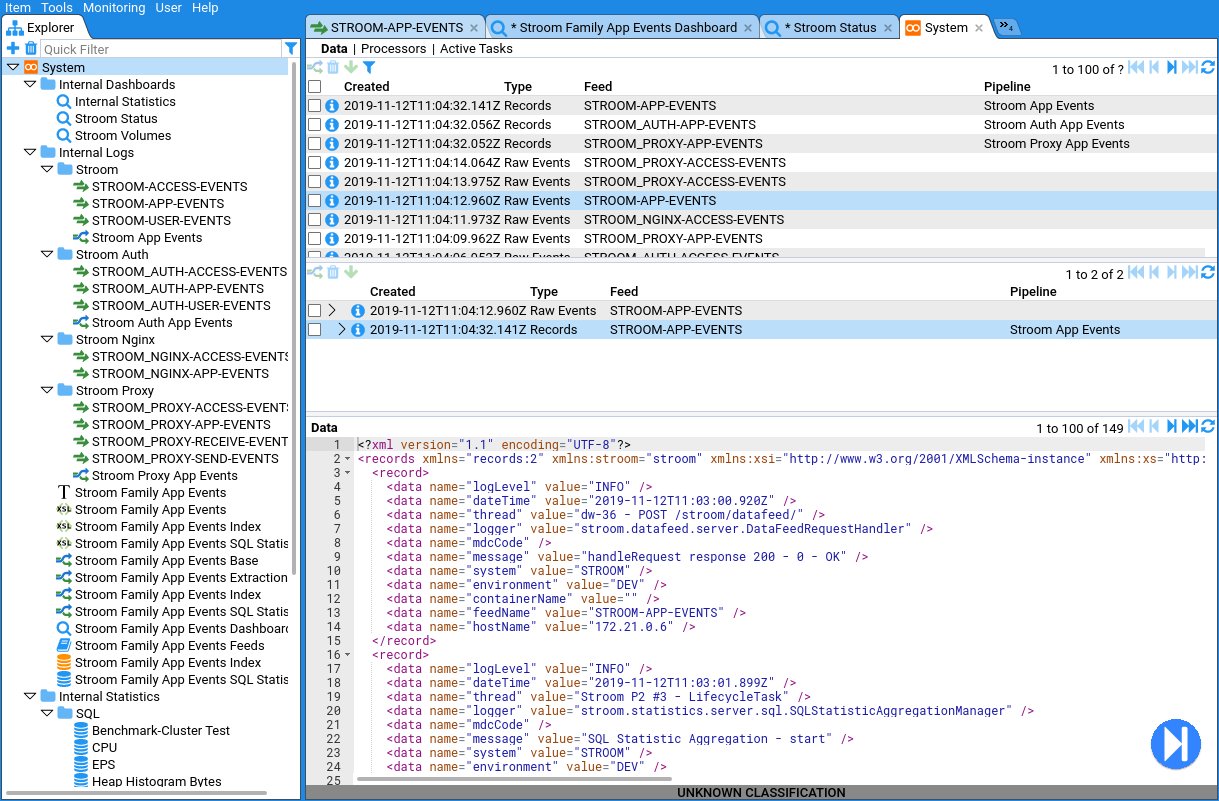 Item Tools Monitoring User Help
Explorer
Quick Filter
System
Internal Dashboards
Internal Statistics
Stroom Status
Stroom Volumes
Internal Logs
Stroom
STROOM-ACCESS-EVENTS
STROOM-APP-EVENTS
STROOM-USER-EVENTS
Stroom App Events
Stroom Auth
STROOM_AUTH-ACCESS-EVENTS
STROOM_AUTH-APP-EVENTS
STROOM_AUTH-USER-EVENTS
Stroom Auth App Events
Stroom Nginx
STROOM_NGINX-ACCESS-EVENTS
STROOM_NGINX-APP-EVENTS
Stroom Proxy
STROOM_PROXY-ACCESS-EVENTS
STROOM_PROXY-APP-EVENTS
STROOM_PROXY-RECEIVE-EVENT
STROOM_PROXY-SEND-EVENTS
Stroom Proxy App Events
T Stroom Family App Events
XSL Stroom Family App Events
XSL Stroom Family App Events Index
XSL Stroom Family App Events SQL Statis
Stroom Family App Events Base
Stroom Family App Events Extraction
Stroom Family App Events Index
Stroom Family App Events SQL Statis
Stroom Family App Events Dashboard
Stroom Family App Events Feeds
Stroom Family App Events Index
Stroom Family App Events SQL Statis
Internal Statistics
SQL
Benchmark-Cluster Test
CPU
EPS
Heap Histogram Bytes
STROOM-APP-EVENTS × * Stroom Family App Events Dashboard × * Stroom Status × System × »4
Data | Processors | Active Tasks
1 to 100 of ?
Created Type Feed Pipeline
2019-11-12T11:04:32.141Z Records STROOM-APP-EVENTS Stroom App Events
2019-11-12T11:04:32.056Z Records STROOM_AUTH-APP-EVENTS Stroom Auth App Events
2019-11-12T11:04:32.052Z Records STROOM_PROXY-APP-EVENTS Stroom Proxy App Events
2019-11-12T11:04:14.064Z Raw Events STROOM_PROXY-ACCESS-EVENTS
2019-11-12T11:04:13.975Z Raw Events STROOM_PROXY-ACCESS-EVENTS
2019-11-12T11:04:12.960Z Raw Events STROOM-APP-EVENTS
2019-11-12T11:04:11.973Z Raw Events STROOM_NGINX-ACCESS-EVENTS
2019-11-12T11:04:09.962Z Raw Events STROOM_PROXY-APP-EVENTS
2019-11-12T11:04:06.952Z Raw Events STROOM_AUTH-ACCESS-EVENTS
1 to 2 of 2
Created Type Feed Pipeline
2019-11-12T11:04:12.960Z Raw Events STROOM-APP-EVENTS
2019-11-12T11:04:32.141Z Records STROOM-APP-EVENTS Stroom App Events
Data
1 to 100 of 149
1 <?xml version="1.1" encoding="UTF-8"?>
2 <records xmlns="records:2" xmlns:stroom="stroom" xmlns:xsi="http://www.w3.org/2001/XMLSchema-instance" xmlns:xs="http:
3 <record>
4 <data name="logLevel" value="INFO" />
5 <data name="dateTime" value="2019-11-12T11:03:00.920Z" />
6 <data name="thread" value="dw-36 - POST /stroom/datafeed/" />
7 <data name="logger" value="stroom.datafeed.server.DataFeedRequestHandler" />
8 <data name="mdcCode" />
9 <data name="message" value="handleRequest response 200 - 0 - OK" />
10 <data name="system" value="STROOM" />
11 <data name="environment" value="DEV" />
12 <data name="containerName" value="" />
13 <data name="feedName" value="STROOM-APP-EVENTS" />
14 <data name="hostName" value="172.21.0.6" />
15 </record>
16 <record>
17 <data name="logLevel" value="INFO" />
18 <data name="dateTime" value="2019-11-12T11:03:01.899Z" />
19 <data name="thread" value="Stroom P2 #3 - LifecycleTask" />
20 <data name="logger" value="stroom.statistics.server.sql.SQLStatisticAggregationManager" />
21 <data name="mdcCode" />
22 <data name="message" value="SQL Statistic Aggregation - start" />
23 <data name="system" value="STROOM" />
24 <data name="environment" value="DEV" />
25
UNKNOWN CLASSIFICATION